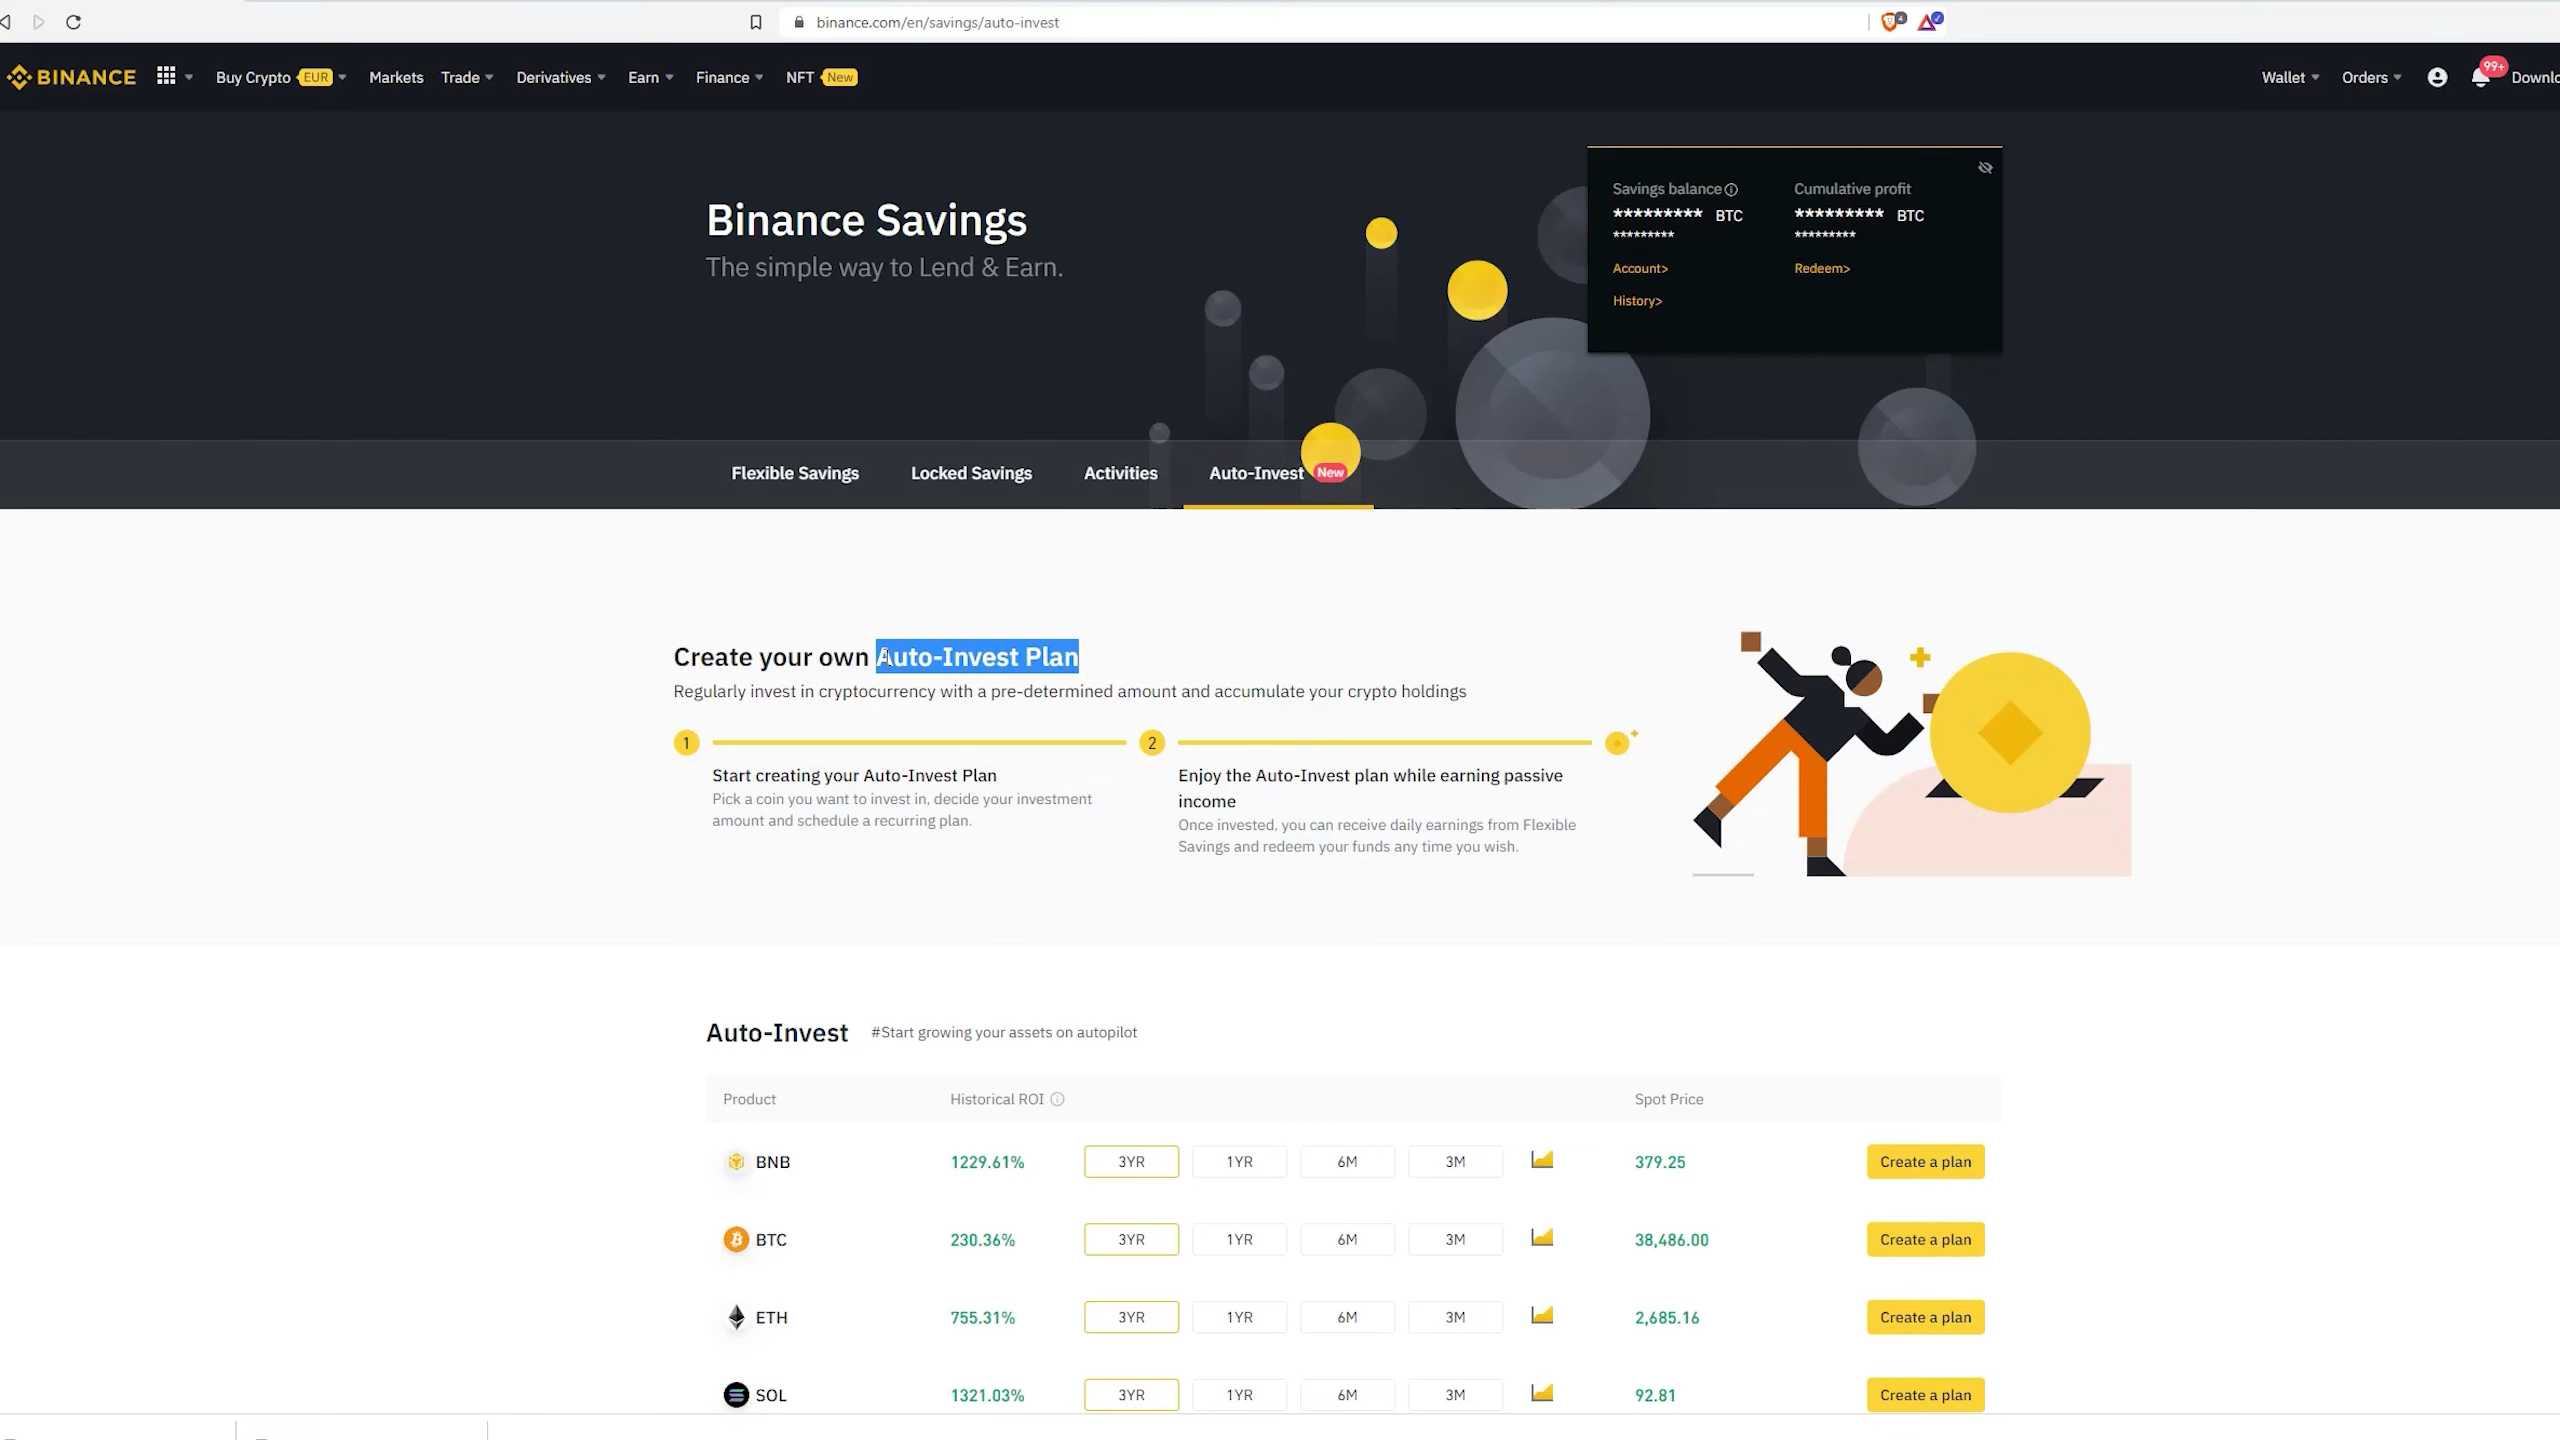 binance.com/en/savings/auto-invest
4
BINANCE
Buy Crypto EUR
Markets
Trade
Derivatives
Earn
Finance
NFT New
Wallet
Orders
99+
Downlo
Binance Savings
The simple way to Lend & Earn.
Savings balance
Cumulative profit
********* BTC
********* BTC
*********
*********
Account>
Redeem>
History>
Flexible Savings
Locked Savings
Activities
Auto-Invest New
Create your own Auto-Invest Plan
Regularly invest in cryptocurrency with a pre-determined amount and accumulate your crypto holdings
1
2
Start creating your Auto-Invest Plan
Pick a coin you want to invest in, decide your investment
amount and schedule a recurring plan.
Enjoy the Auto-Invest plan while earning passive
income
Once invested, you can receive daily earnings from Flexible
Savings and redeem your funds any time you wish.
Auto-Invest #Start growing your assets on autopilot
Product Historical ROI Spot Price
BNB 1229.61% 3YR 1YR 6M 3M 379.25 Create a plan
BTC 230.36% 3YR 1YR 6M 3M 38,486.00 Create a plan
ETH 755.31% 3YR 1YR 6M 3M 2,685.16 Create a plan
SOL 1321.03% 3YR 1YR 6M 3M 92.81 Create a plan